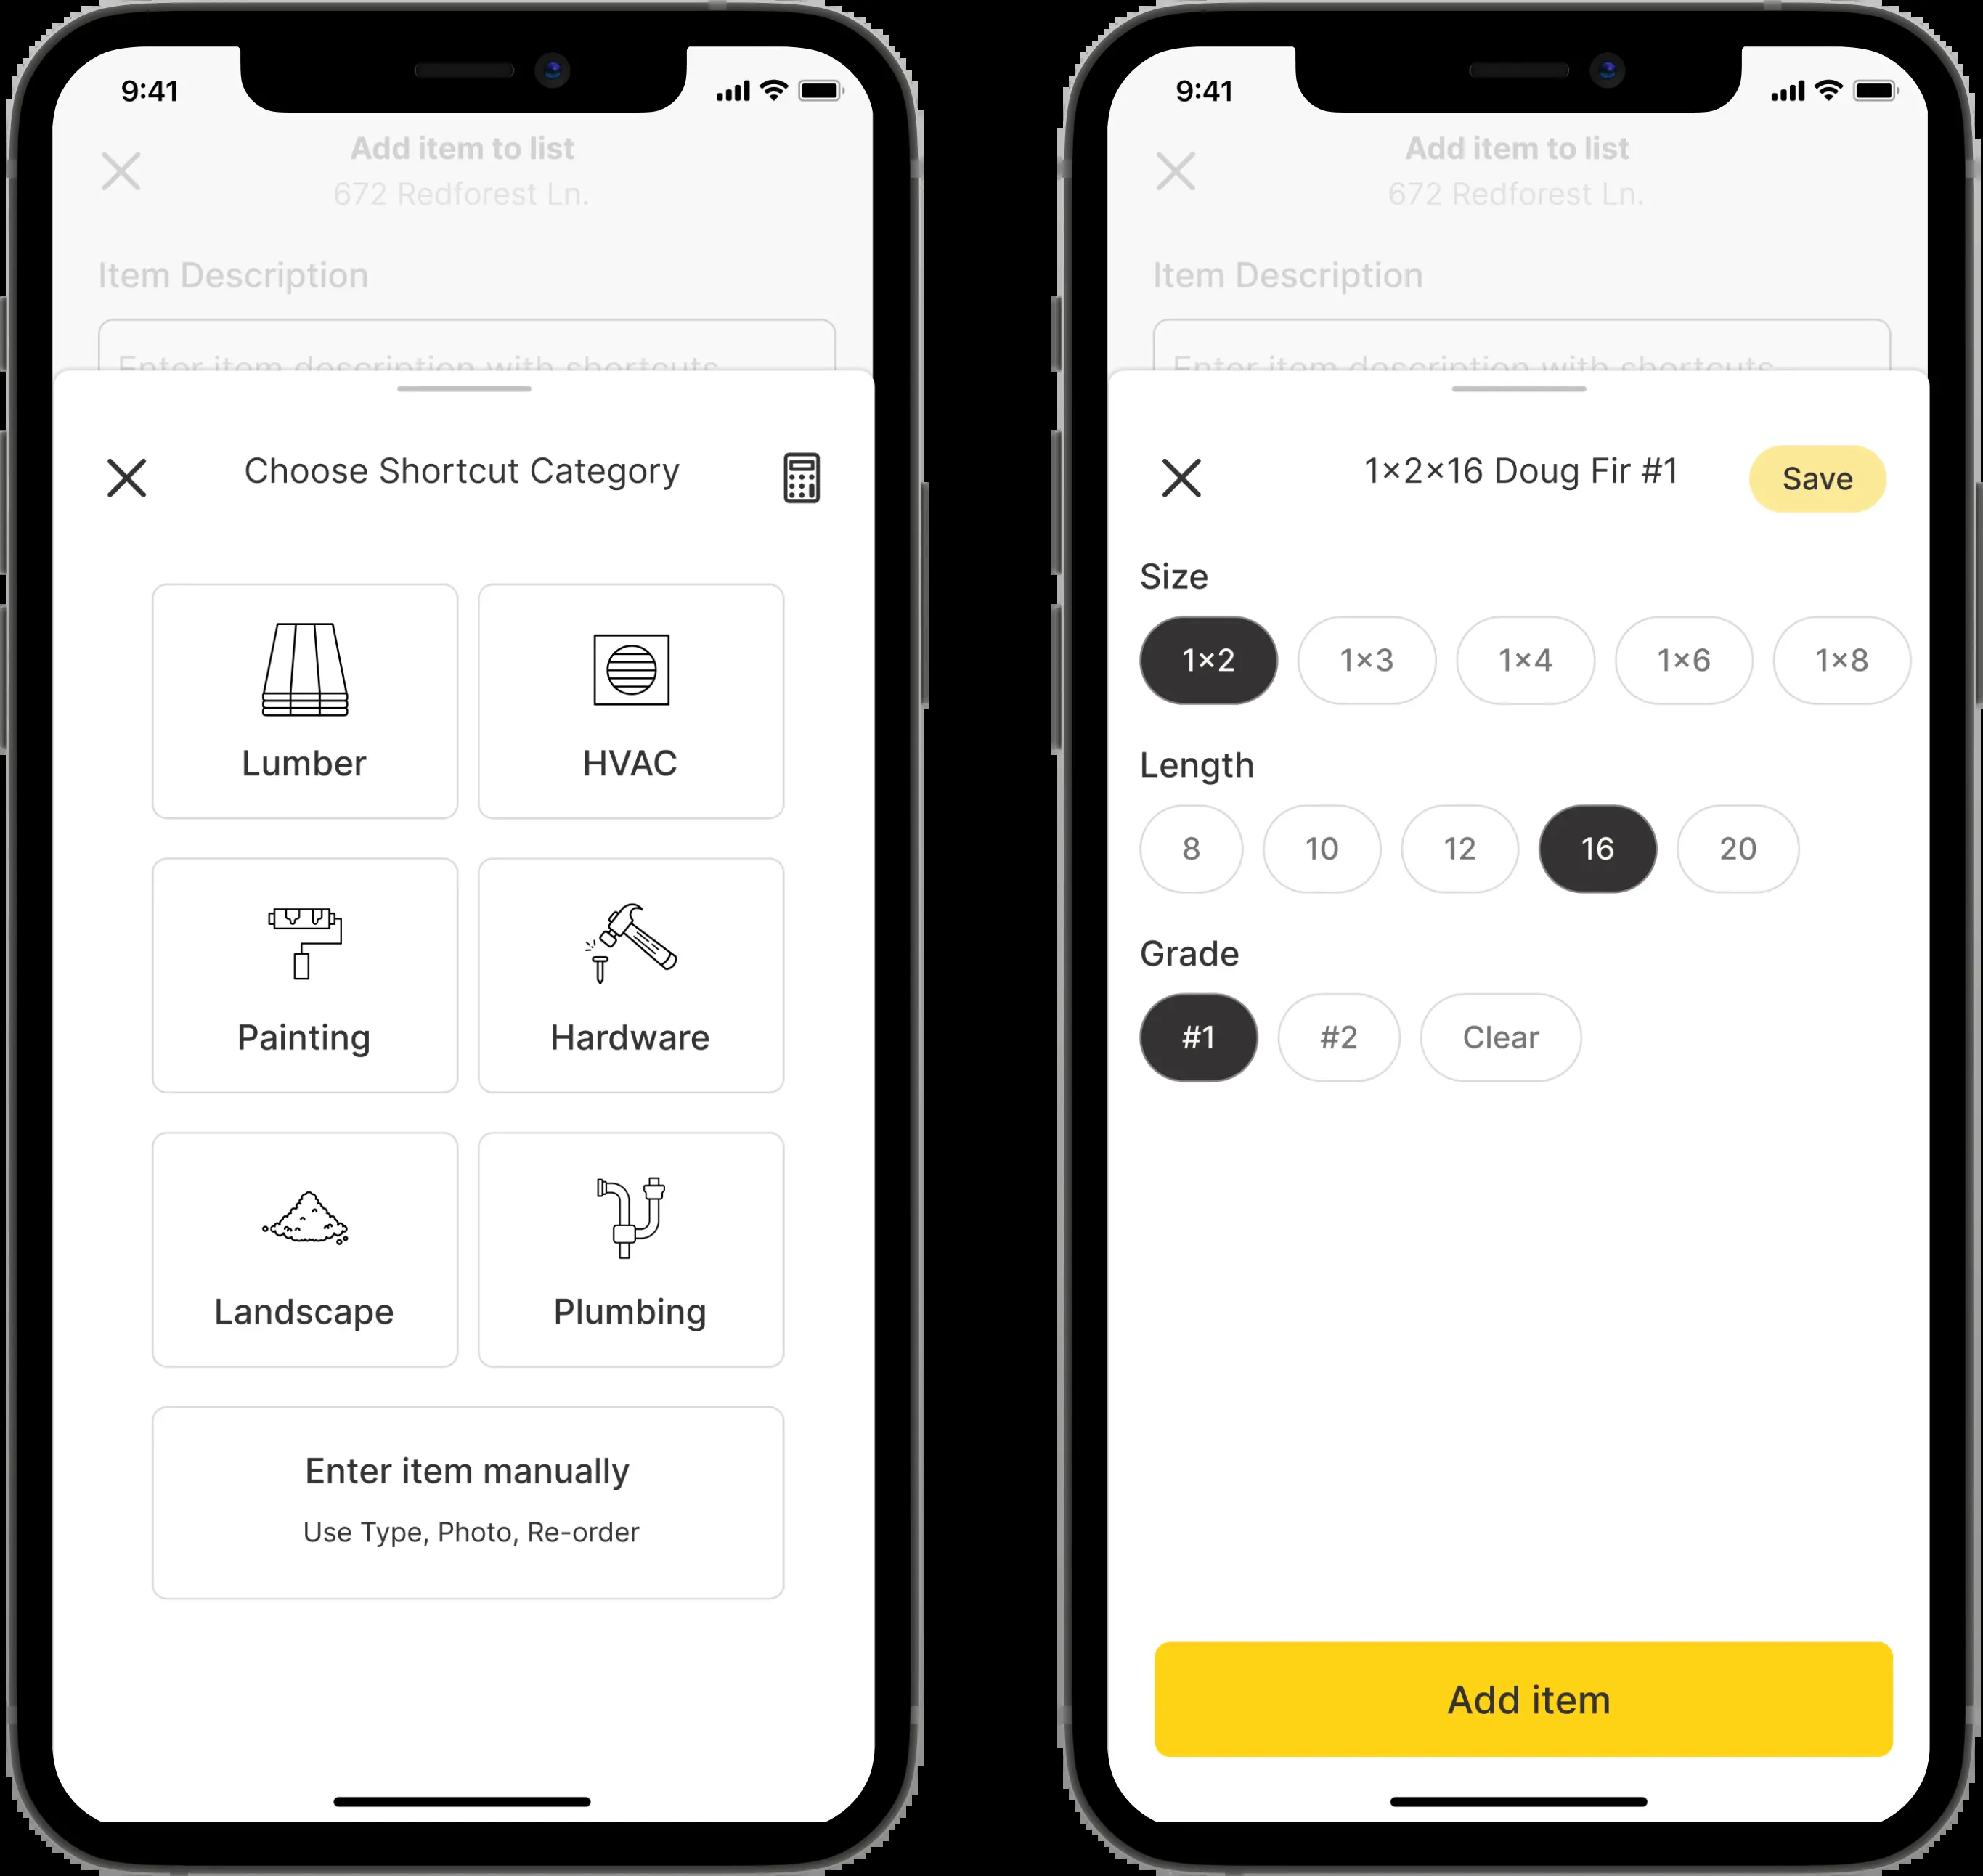 9:41
Add item to list
672 Redforest Ln.
Item Description
Enter item description with shortcuts
Choose Shortcut Category
Lumber
HVAC
Painting
Hardware
Landscape
Plumbing
Enter item manually
Use Type, Photo, Re-order
9:41
Add item to list
672 Redforest Ln.
Item Description
Enter item description with shortcuts
1×2×16 Doug Fir #1
Save
Size
1×2 1×3 1×4 1×6 1×8
Length
8 10 12 16 20
Grade
#1 #2 Clear
Add item